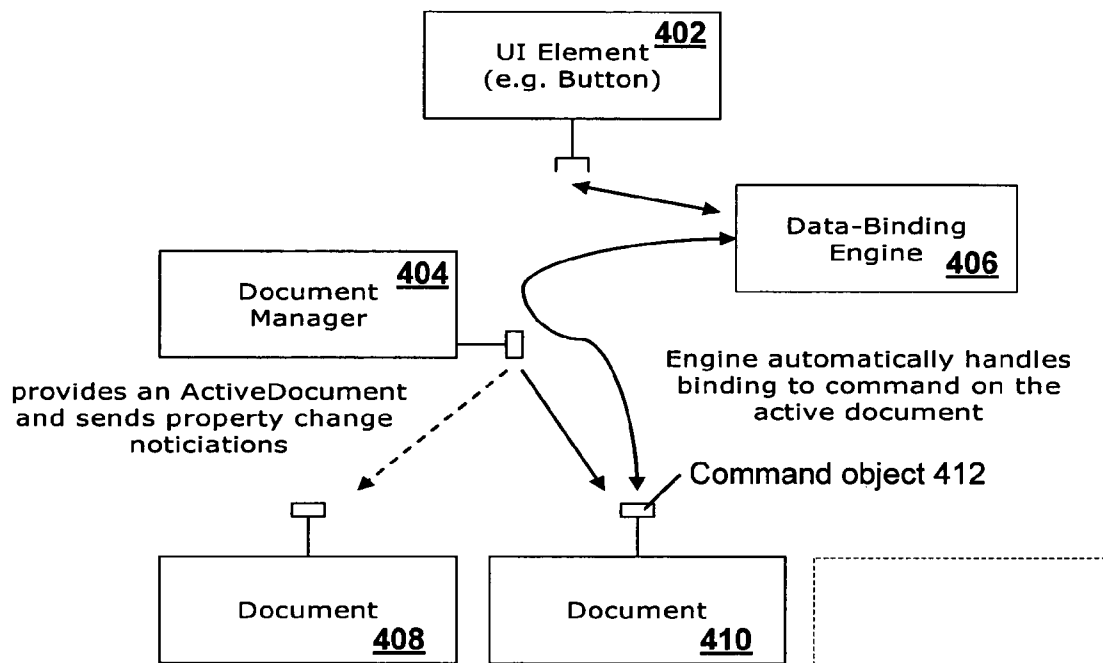 402
UI Element
(e.g. Button)
Data-Binding
Engine
406
404
Document
Manager
provides an ActiveDocument
and sends property change
noticiations
Engine automatically handles
binding to command on the
active document
Command object 412
Document
408
Document
410